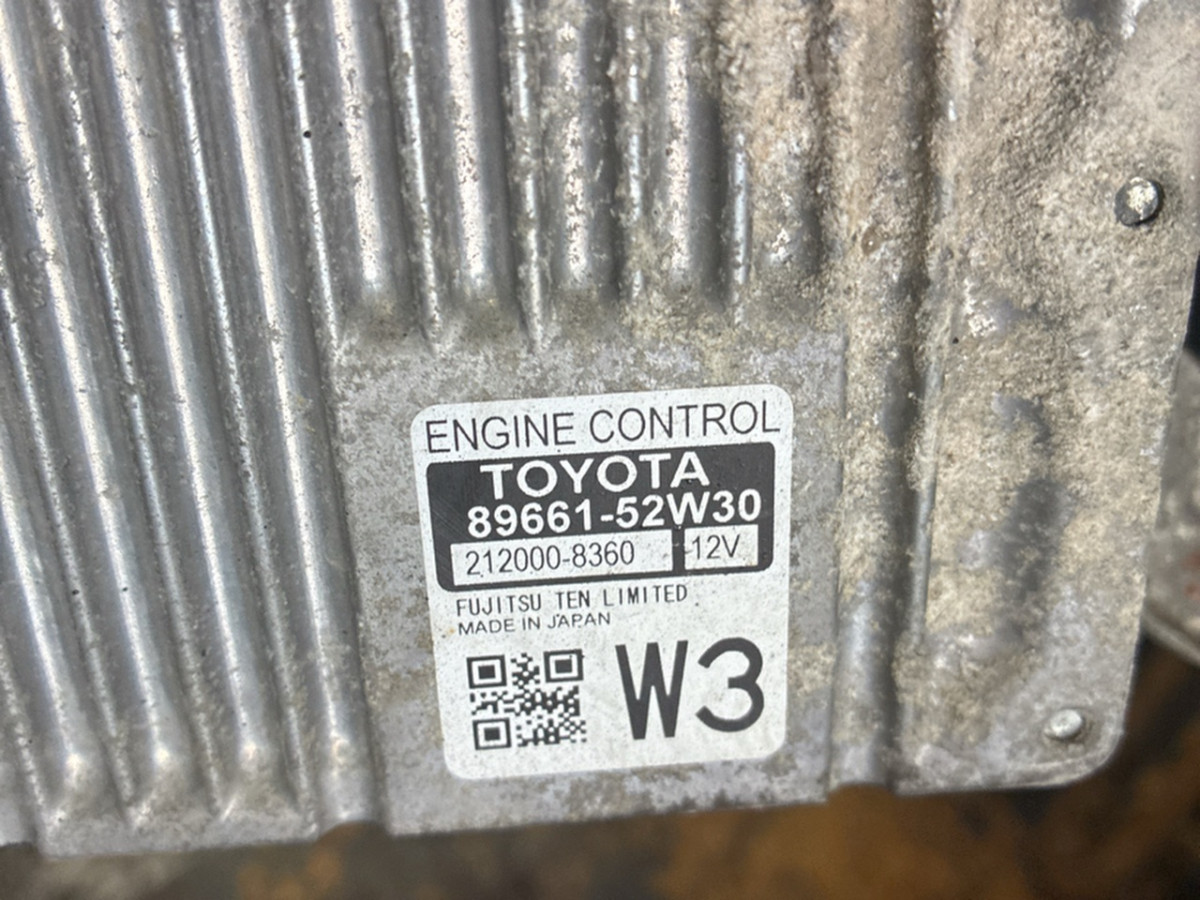 ENGINE CONTROL
TOYOTA
89661-52W30
212000-8360 12V
FUJITSU TEN LIMITED
MADE IN JAPAN
W3